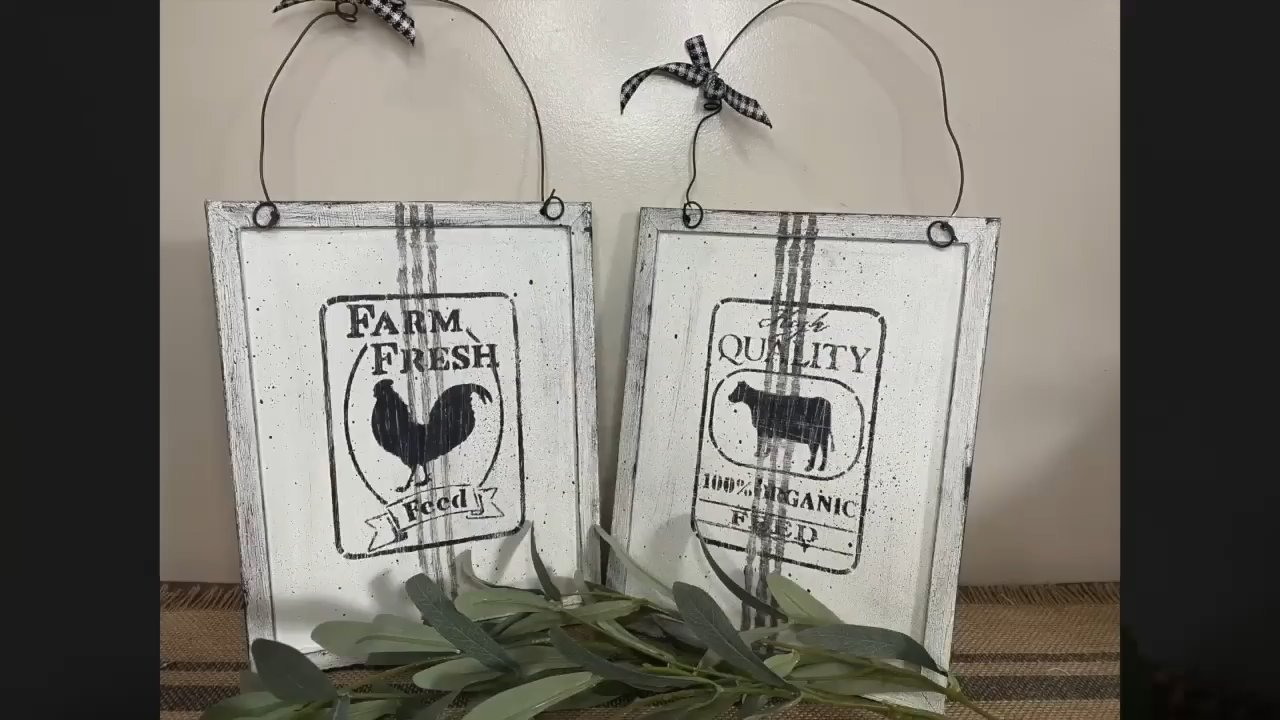 FARM
FRESH
Feed
High
QUALITY
100% ORGANIC
FEED